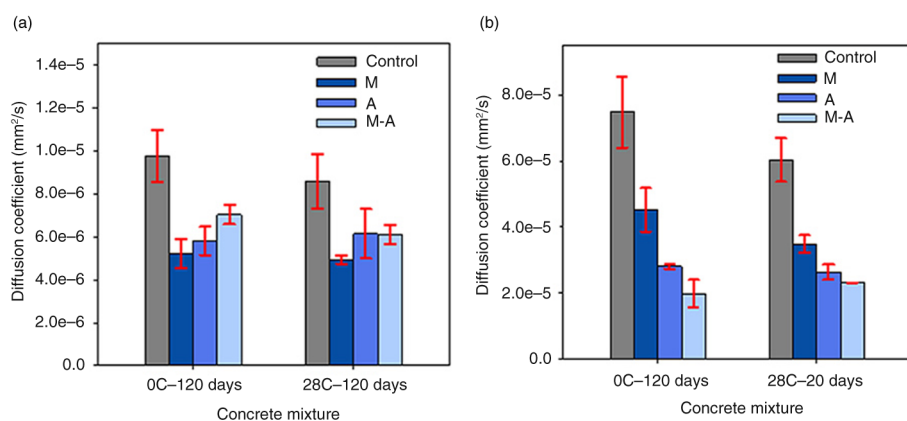 (a)
Diffusion coefficient (mm²/s)
1.4e–5
1.2e–5
1.0e–5
8.0e–6
6.0e–6
4.0e–6
2.0e–6
0.0
Control
M
A
M-A
0C–120 days
28C–120 days
Concrete mixture
(b)
Diffusion coefficient (mm²/s)
8.0e–5
6.0e–5
4.0e–5
2.0e–5
0.0
Control
M
A
M-A
0C–120 days
28C–20 days
Concrete mixture